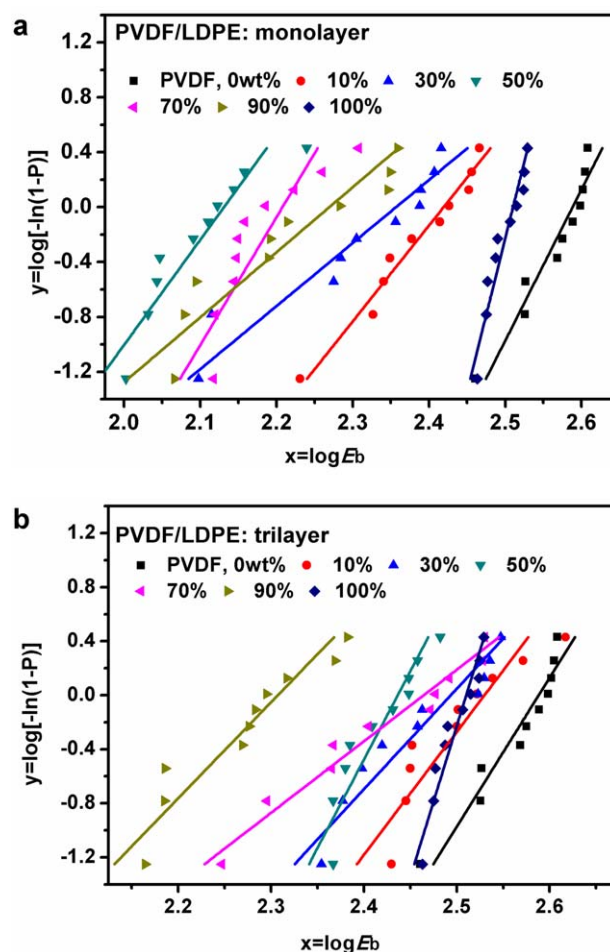 a
PVDF/LDPE: monolayer
PVDF, 0wt% 10% 30% 50%
70% 90% 100%
y=log[-ln(1-P)]
1.2
0.8
0.4
0.0
-0.4
-0.8
-1.2
2.0 2.1 2.2 2.3 2.4 2.5 2.6
x=logEb
b
PVDF/LDPE: trilayer
PVDF, 0wt% 10% 30% 50%
70% 90% 100%
y=log[-ln(1-P)]
1.2
0.8
0.4
0.0
-0.4
-0.8
-1.2
2.2 2.3 2.4 2.5 2.6
x=logEb